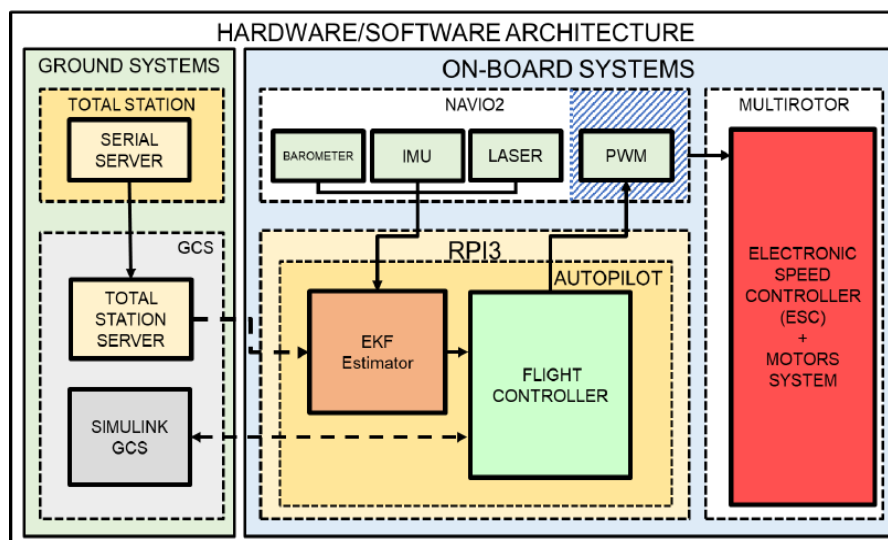 HARDWARE/SOFTWARE ARCHITECTURE
GROUND SYSTEMS
TOTAL STATION
SERIAL
SERVER
GCS
TOTAL
STATION
SERVER
SIMULINK
GCS
ON-BOARD SYSTEMS
NAVIO2
BAROMETER
IMU
LASER
PWM
RPI3
AUTOPILOT
EKF
Estimator
FLIGHT
CONTROLLER
MULTIROTOR
ELECTRONIC
SPEED
CONTROLLER
(ESC)
+
MOTORS
SYSTEM